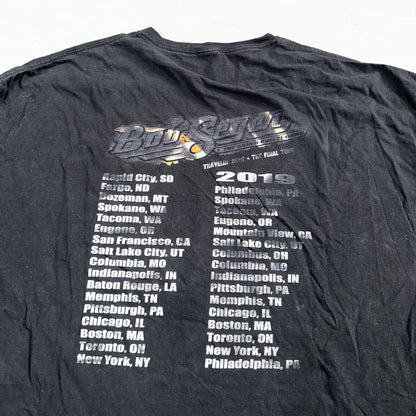 Bob Seger
TRAVELIN' MAN • THE FINAL TOUR
Rapid City, SD
Fargo, ND
Bozeman, MT
Spokane, WA
Tacoma, WA
Eugene, OR
San Francisco, CA
Salt Lake City, UT
Columbia, MO
Indianapolis, IN
Baton Rouge, LA
Memphis, TN
Pittsburgh, PA
Chicago, IL
Boston, MA
Toronto, ON
New York, NY
2019
Philadelphia, PA
Spokane, WA
Tacoma, WA
Eugene, OR
Mountain View, CA
Salt Lake City, UT
Columbus, OH
Columbia, MO
Indianapolis, IN
Pittsburgh, PA
Memphis, TN
Chicago, IL
Boston, MA
Toronto, ON
New York, NY
Philadelphia, PA